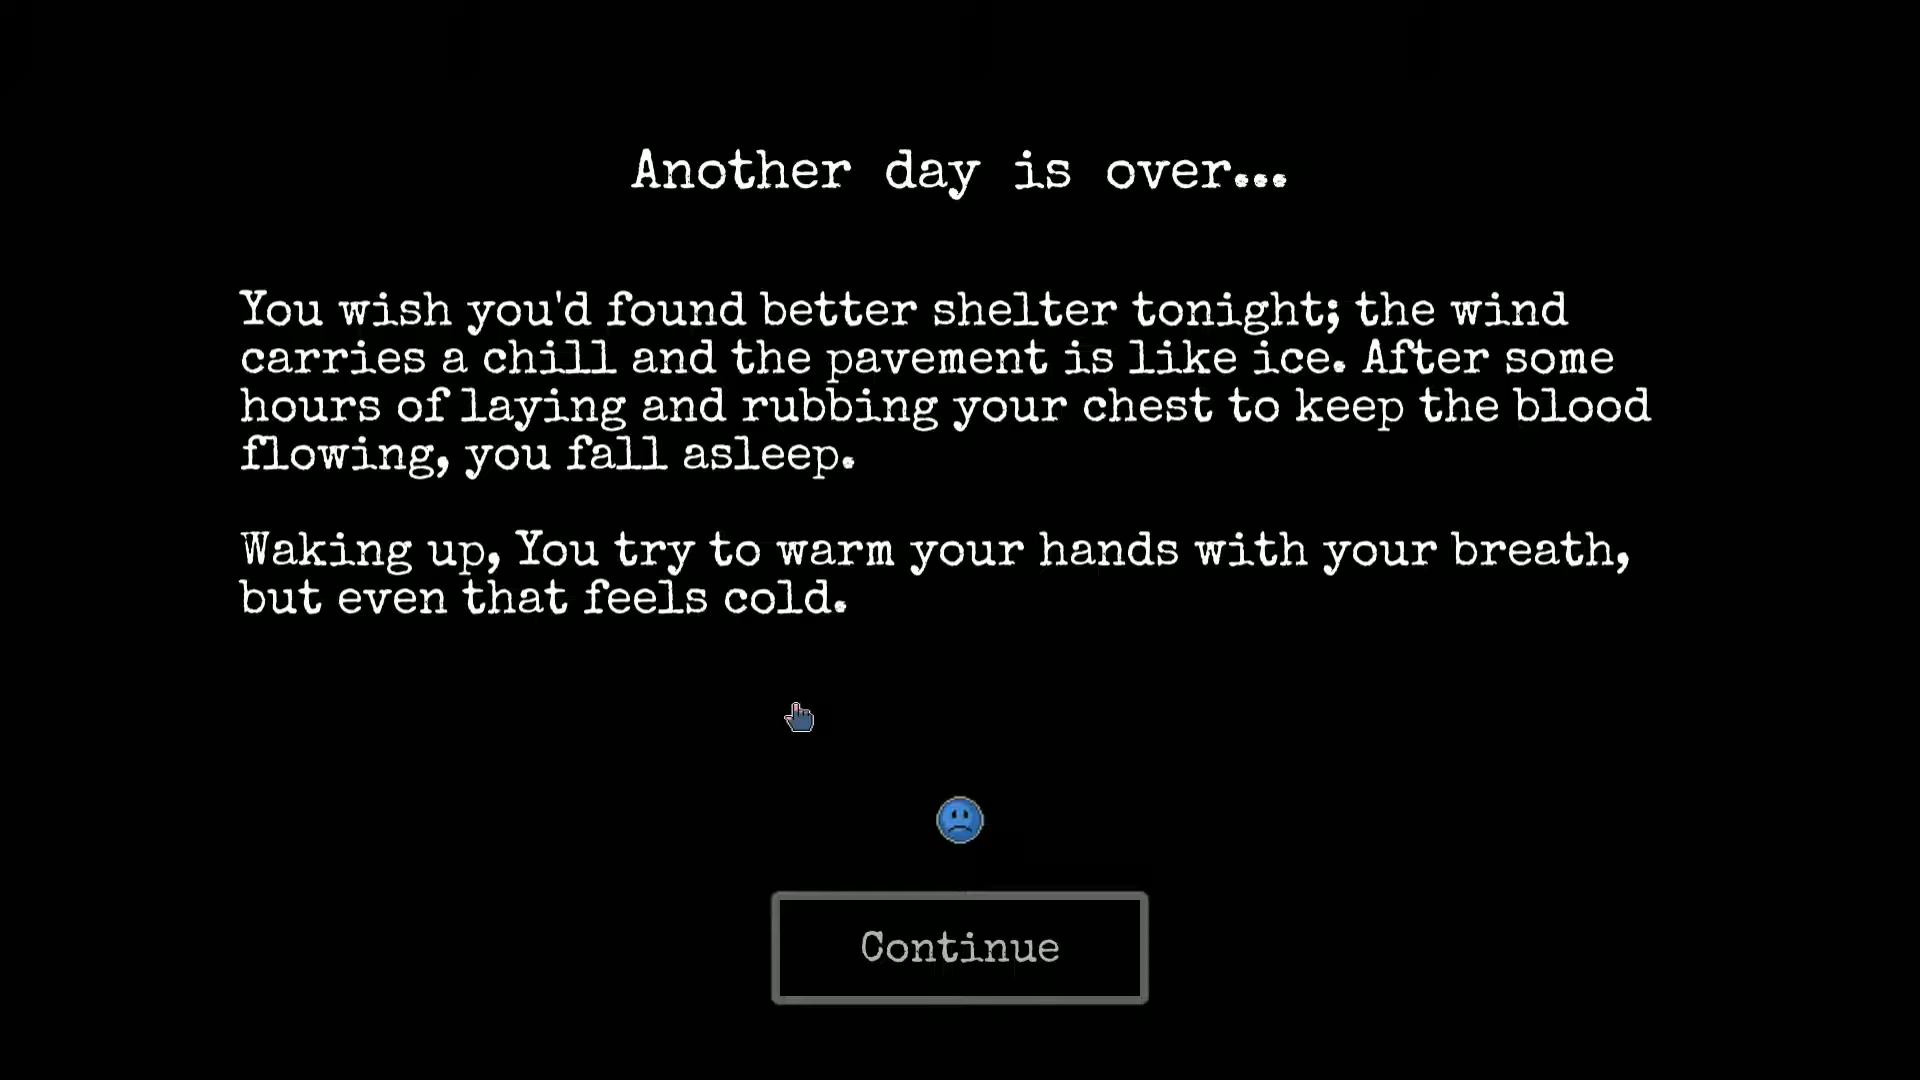 Another day is over...
You wish you'd found better shelter tonight; the wind
carries a chill and the pavement is like ice. After some
hours of laying and rubbing your chest to keep the blood
flowing, you fall asleep.
Waking up, You try to warm your hands with your breath,
but even that feels cold.
Continue